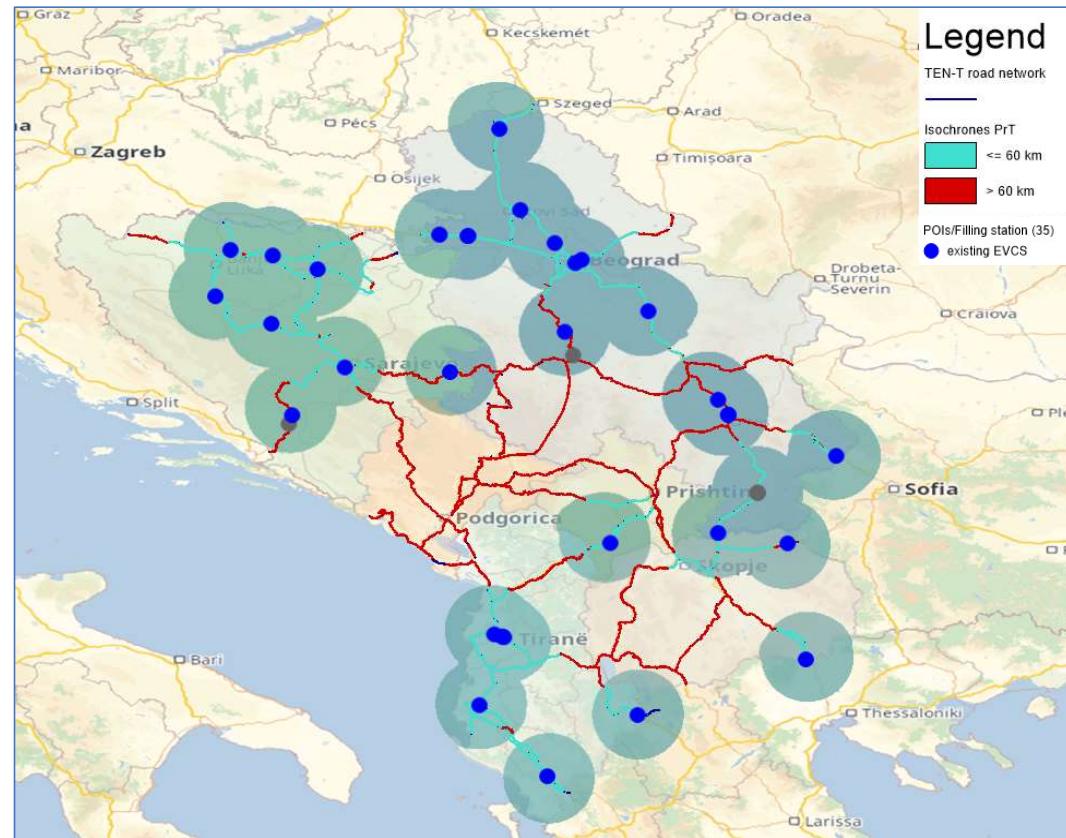 Graz
Kecskemét
Oradea
Maribor
Szeged
Arad
Pécs
Zagreb
Timișoara
Osijek
Beograd
Drobeta-
Turnu
Severin
Craiova
Sarajevo
Split
Sofia
Podgorica
Skopje
Tiranë
Bari
Thessaloniki
Larissa
Legend
TEN-T road network
Isochrones PrT
<= 60 km
> 60 km
POIs/Filling station (35)
existing EVCS